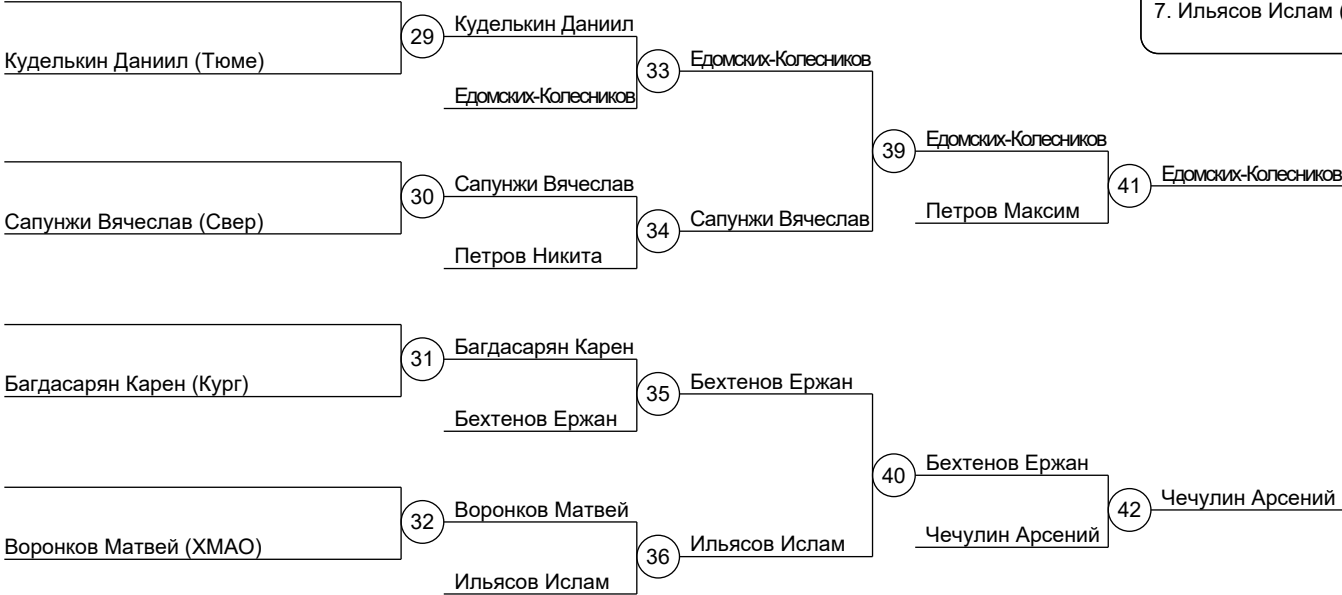 7. Ильясов Ислам (
29
Куделькин Даниил
Куделькин Даниил (Тюме)
33
Едомских-Колесников
Едомских-Колесников
39
Едомских-Колесников
30
Сапунжи Вячеслав
41
Едомских-Колесников
Сапунжи Вячеслав (Свер)
34
Сапунжи Вячеслав
Петров Максим
Петров Никита
31
Багдасарян Карен
Багдасарян Карен (Кург)
35
Бехтенов Ержан
Бехтенов Ержан
40
Бехтенов Ержан
32
Воронков Матвей
42
Чечулин Арсений
Воронков Матвей (ХМАО)
36
Ильясов Ислам
Чечулин Арсений
Ильясов Ислам